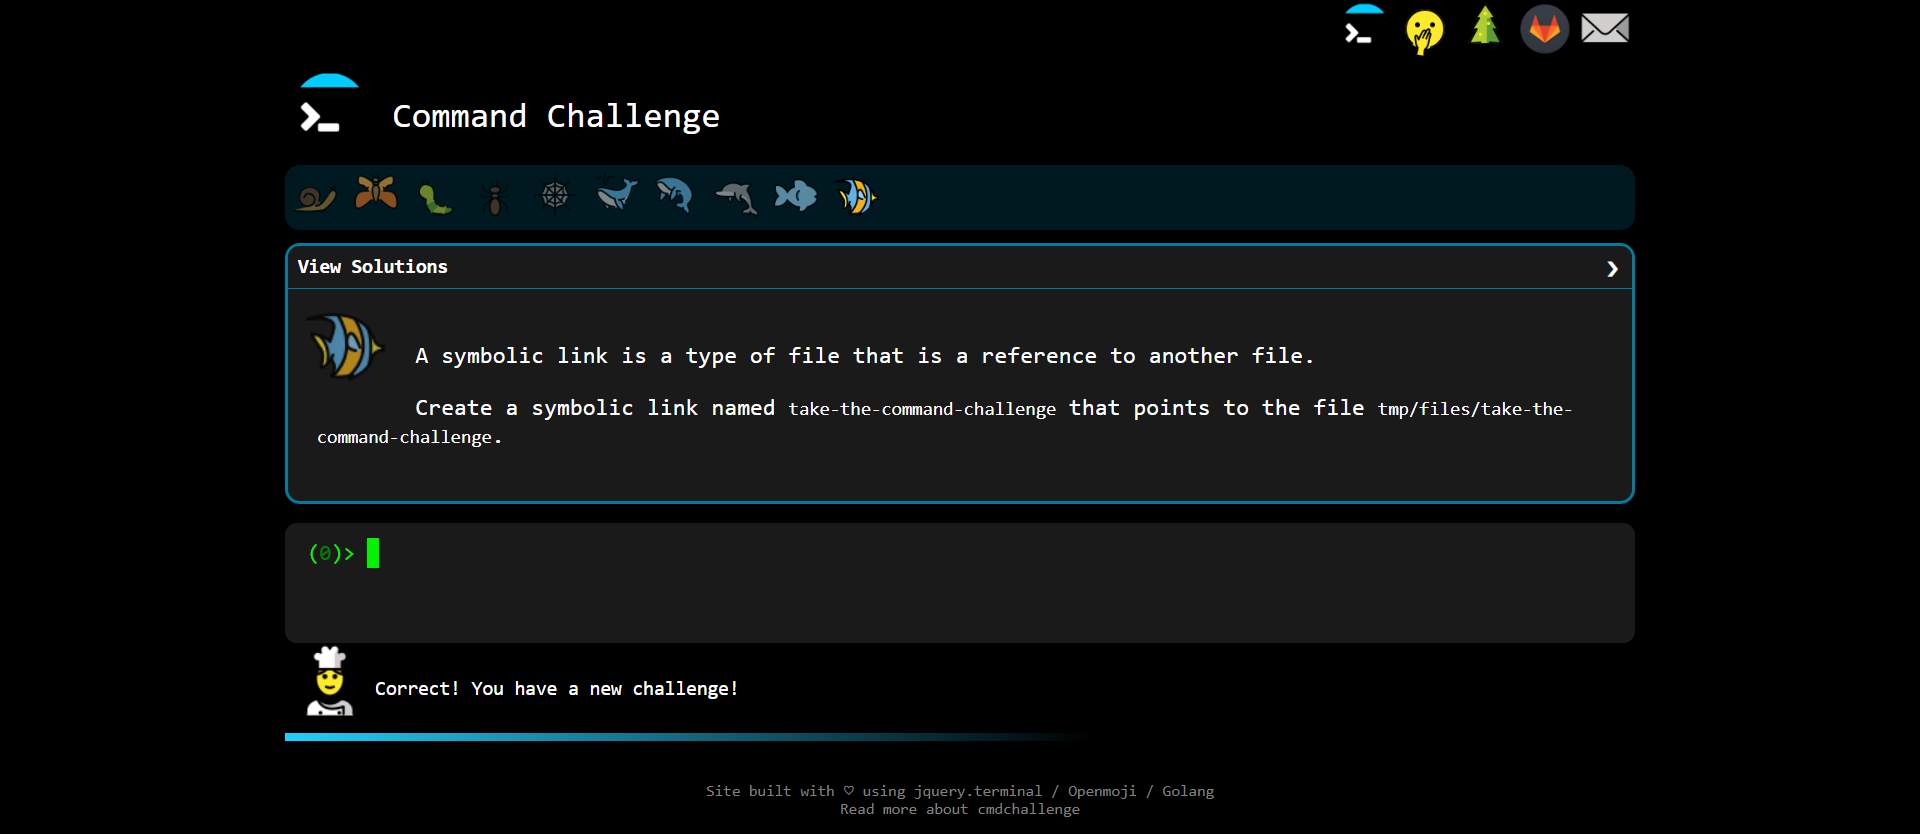 Command Challenge
View Solutions
A symbolic link is a type of file that is a reference to another file.
Create a symbolic link named take-the-command-challenge that points to the file tmp/files/take-the-
command-challenge.
(0)>
Correct! You have a new challenge!
Site built with ♡ using jquery.terminal / Openmoji / Golang
Read more about cmdchallenge